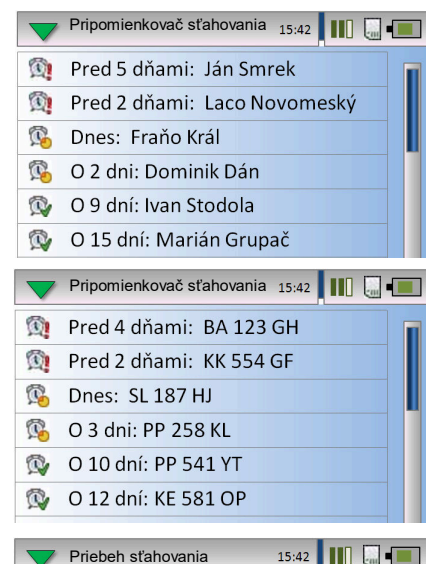 Pripomienkovač sťahovania 15:42
Pred 5 dňami: Ján Smrek
Pred 2 dňami: Laco Novomeský
Dnes: Fraňo Kráľ
O 2 dni: Dominik Dán
O 9 dní: Ivan Stodola
O 15 dní: Marián Grupač
Pripomienkovač sťahovania 15:42
Pred 4 dňami: BA 123 GH
Pred 2 dňami: KK 554 GF
Dnes: SL 187 HJ
O 3 dni: PP 258 KL
O 10 dní: PP 541 YT
O 12 dní: KE 581 OP
Priebeh sťahovania 15:42